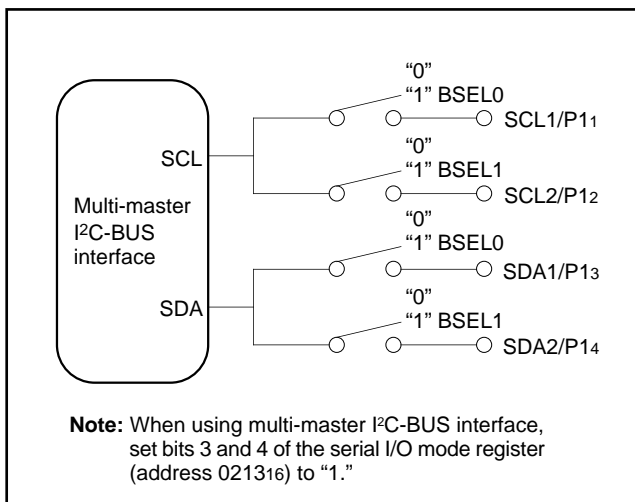 “0”
“1” BSEL0
SCL1/P11
“0”
“1” BSEL1
SCL2/P12
SCL
Multi-master
I2C-BUS
interface
“0”
“1” BSEL0
SDA1/P13
SDA
“0”
“1” BSEL1
SDA2/P14
Note: When using multi-master I2C-BUS interface,
set bits 3 and 4 of the serial I/O mode register
(address 021316) to “1.”